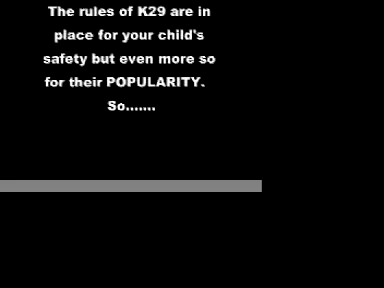 The rules of K29 are in
place for your child's
safety but even more so
for their POPULARITY.
So.......